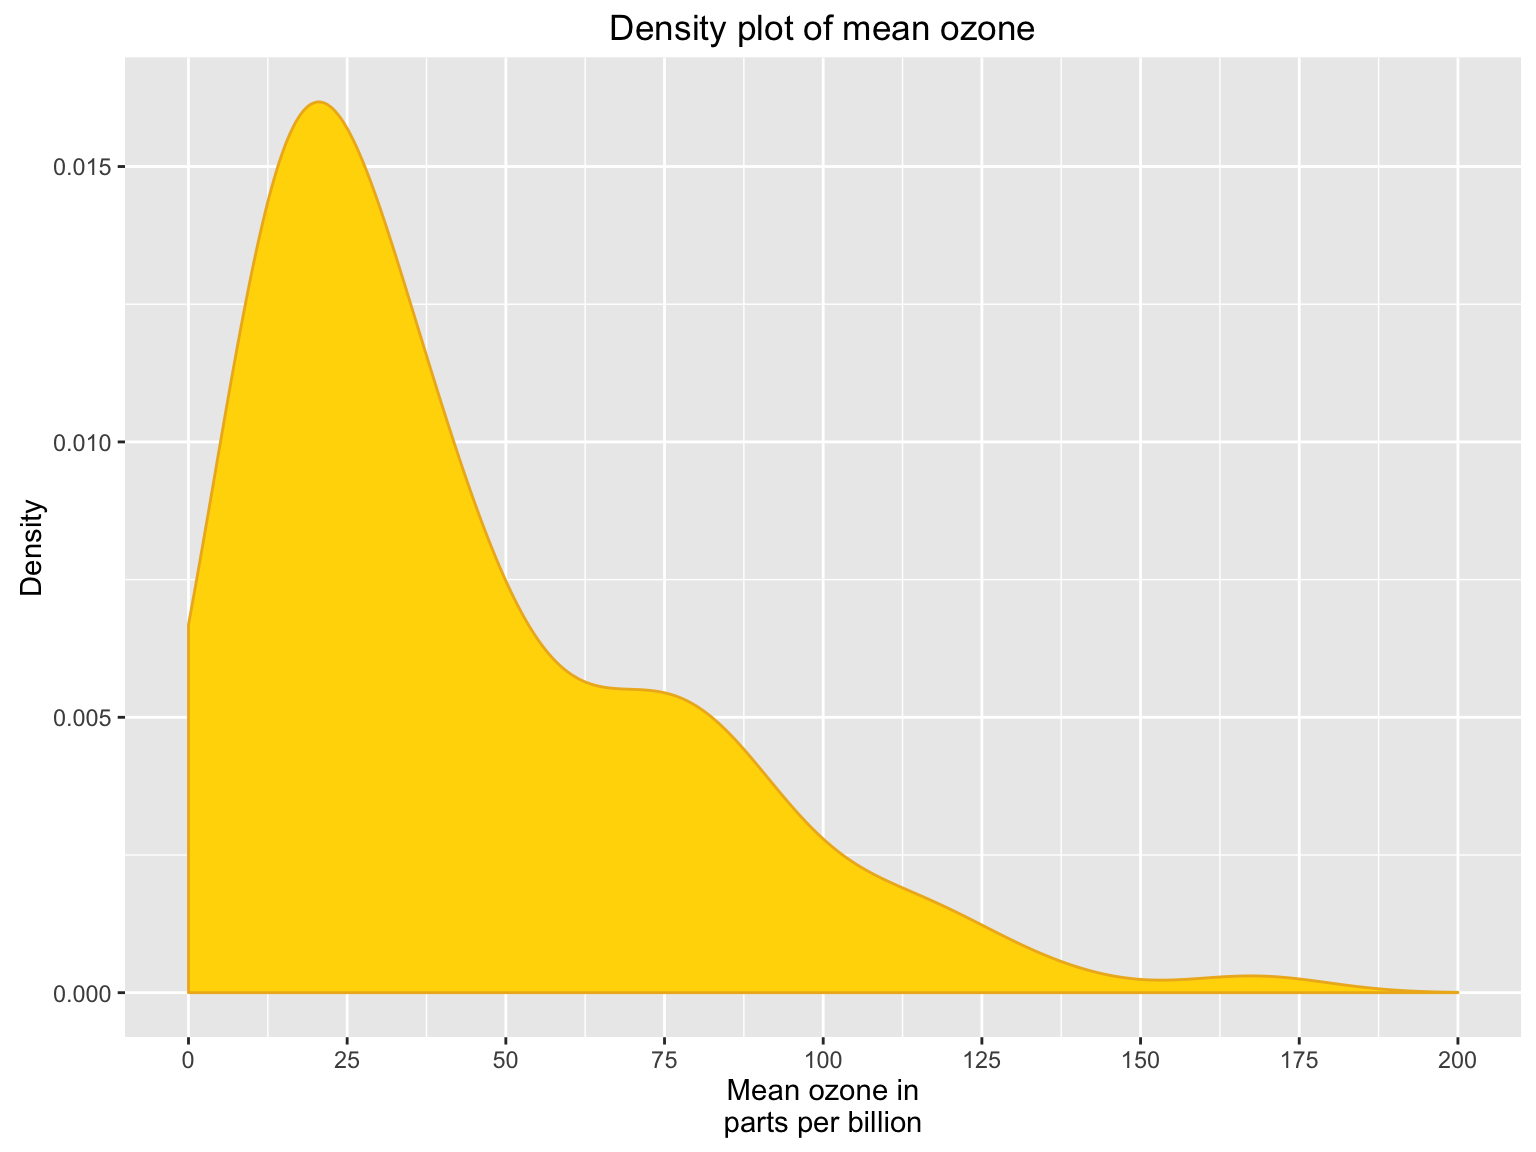 Density plot of mean ozone
0.015
0.010
0.005
0.000
Density
0 25 50 75 100 125 150 175 200
Mean ozone in
parts per billion